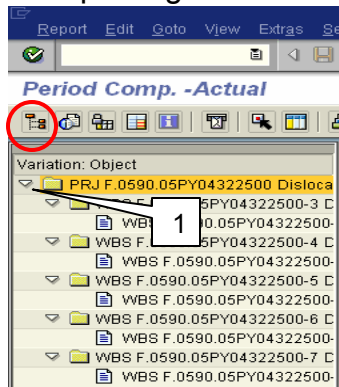 Report Edit Goto View Extras Se
Period Comp. -Actual
Variation: Object
PRJ F.0590.05PY04322500 Disloca
5PY04322500-3 D
1
WBS F.0590.05PY04322500-4 D
WBS F.0590.05PY04322500-
WBS F.0590.05PY04322500-5 D
WBS F.0590.05PY04322500-
WBS F.0590.05PY04322500-6 D
WBS F.0590.05PY04322500-
WBS F.0590.05PY04322500-7 D
WBS F.0590.05PY04322500-